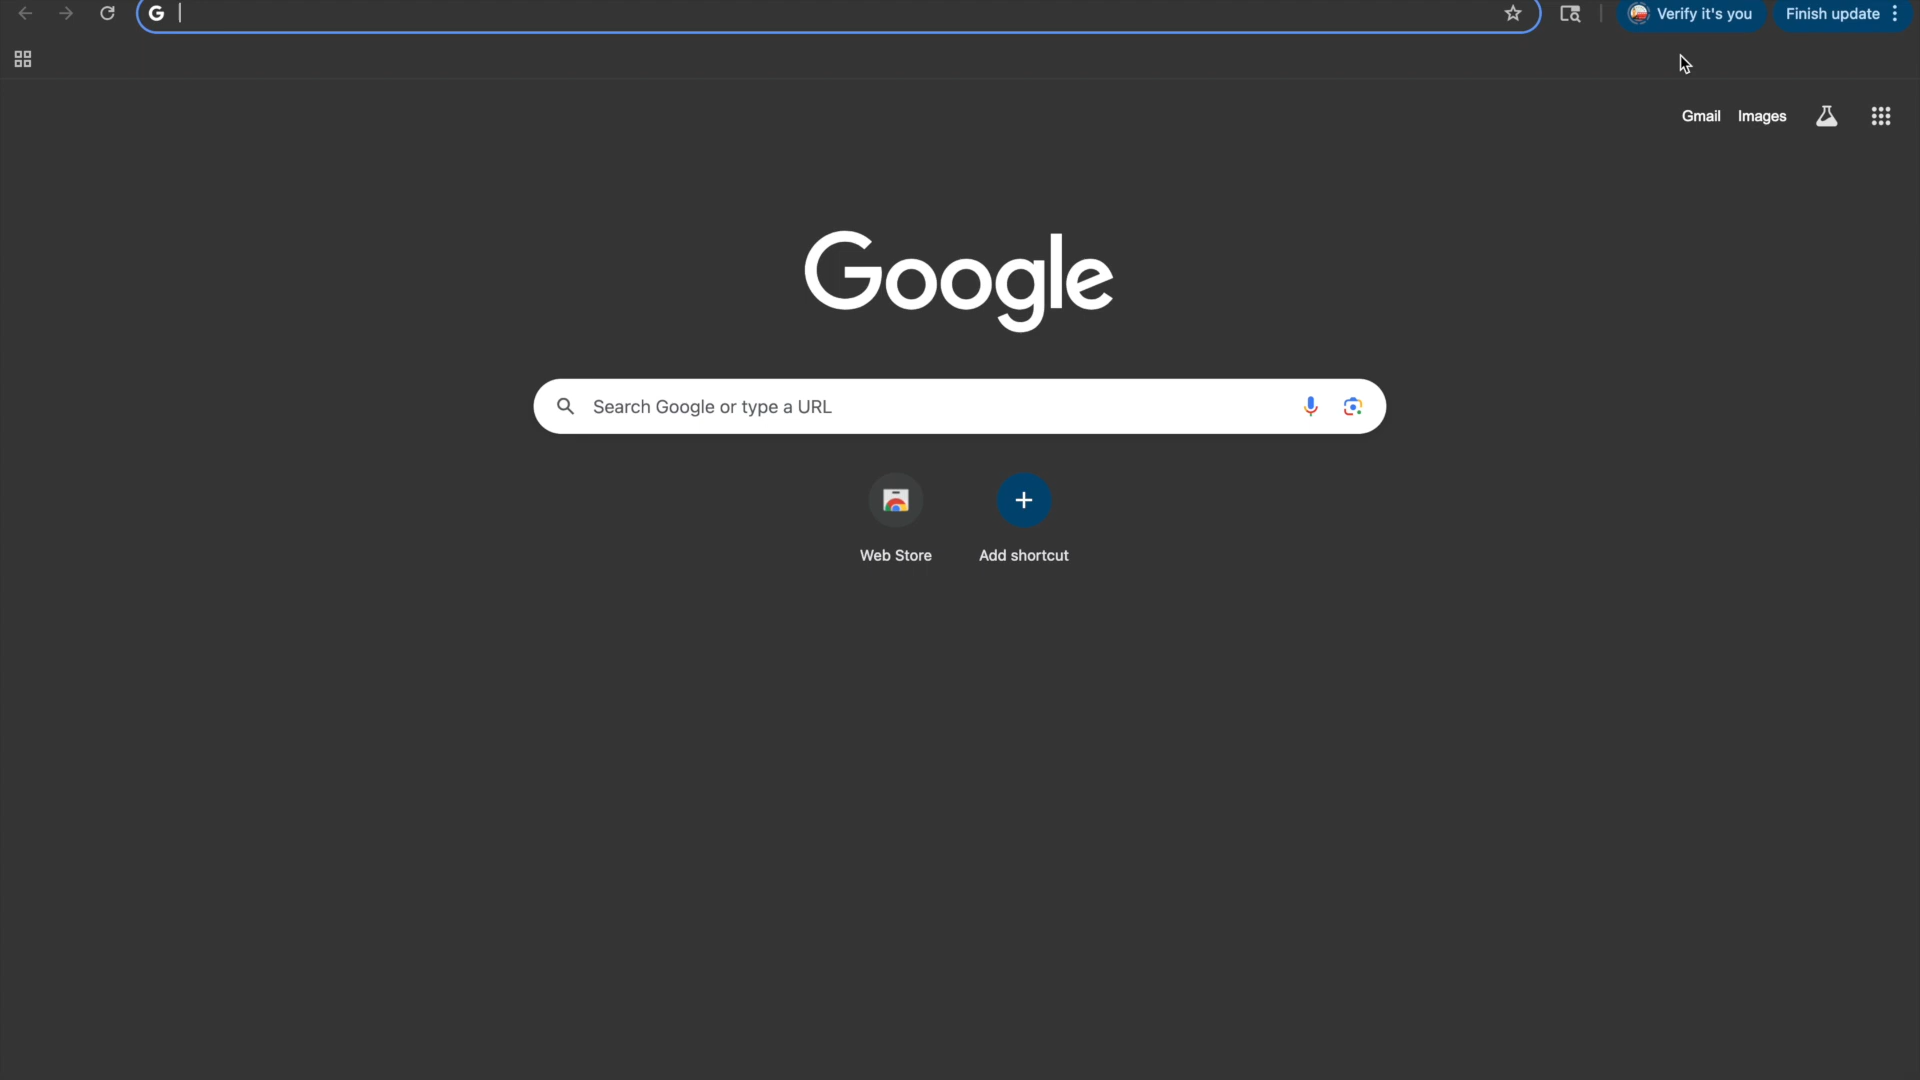 Verify it's you
Finish update
Gmail
Images
Google
Search Google or type a URL
Web Store
Add shortcut